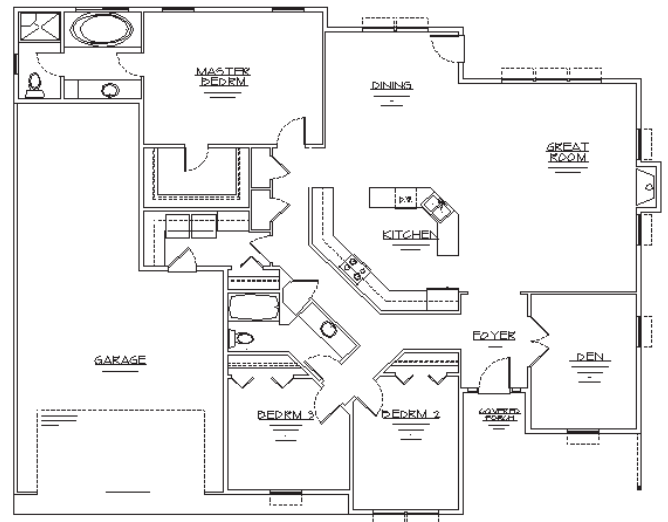 MASTER
BEDRM
DINING
GREAT
ROOM
D.W.
KITCHEN
FOYER
DEN
GARAGE
BEDRM 3
BEDRM 2
COVERED
PORCH